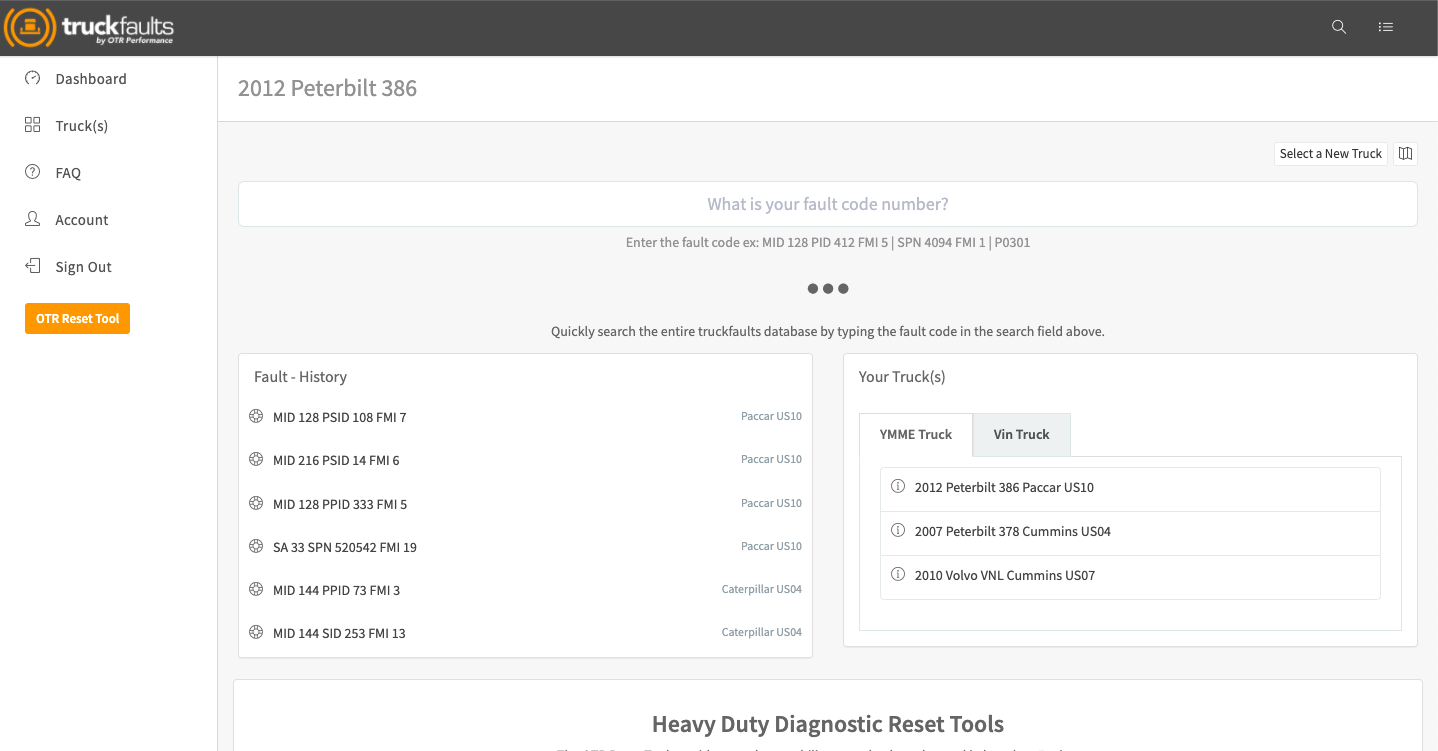 truckfaults
by OTR Performance
Dashboard
Truck(s)
FAQ
Account
Sign Out
OTR Reset Tool
2012 Peterbilt 386
Select a New Truck
What is your fault code number?
Enter the fault code ex: MID 128 PID 412 FMI 5 | SPN 4094 FMI 1 | P0301
Quickly search the entire truckfaults database by typing the fault code in the search field above.
Fault - History
MID 128 PSID 108 FMI 7 Paccar US10
MID 216 PSID 14 FMI 6 Paccar US10
MID 128 PPID 333 FMI 5 Paccar US10
SA 33 SPN 520542 FMI 19 Paccar US10
MID 144 PPID 73 FMI 3 Caterpillar US04
MID 144 SID 253 FMI 13 Caterpillar US04
Your Truck(s)
YMME Truck Vin Truck
2012 Peterbilt 386 Paccar US10
2007 Peterbilt 378 Cummins US04
2010 Volvo VNL Cummins US07
Heavy Duty Diagnostic Reset Tools